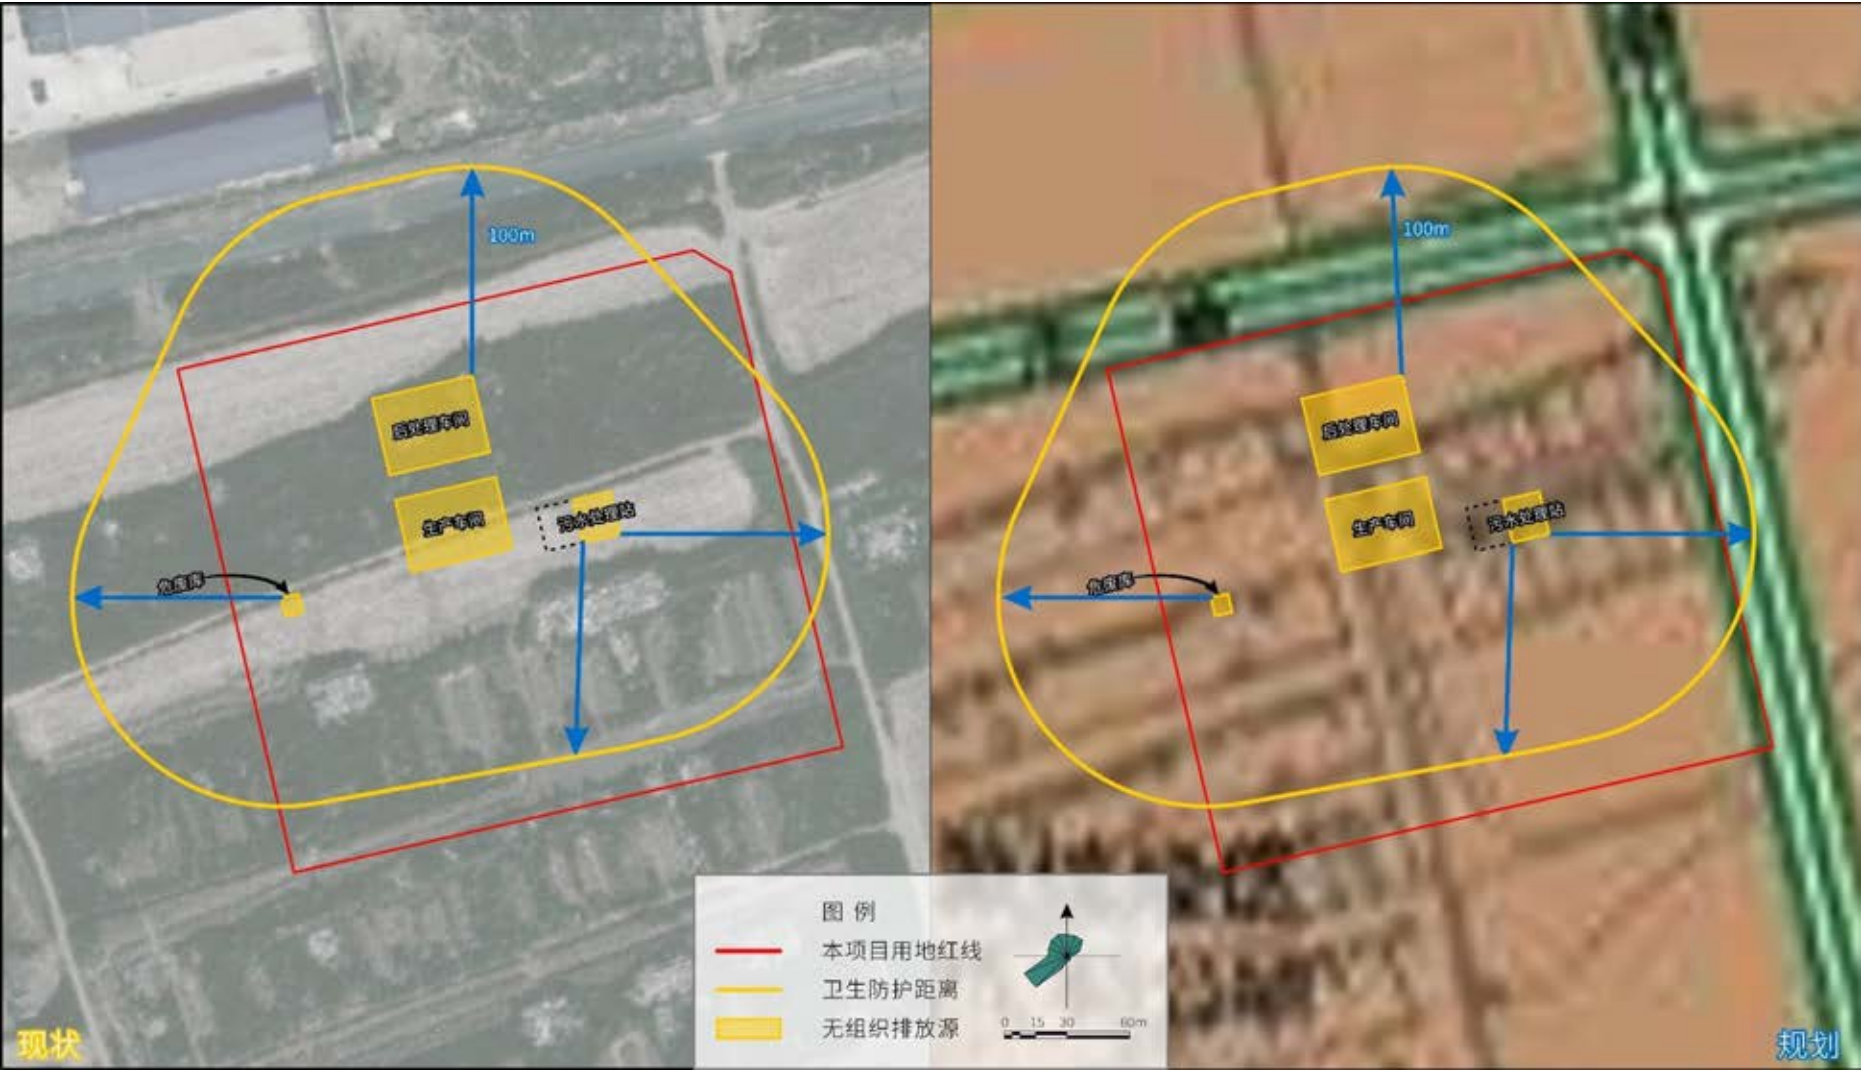 100m
后处理车间
生产车间
污水处理站
危废库
现状
100m
后处理车间
生产车间
污水处理站
危废库
规划
图 例
本项目用地红线
卫生防护距离
无组织排放源
0 15 30 60m